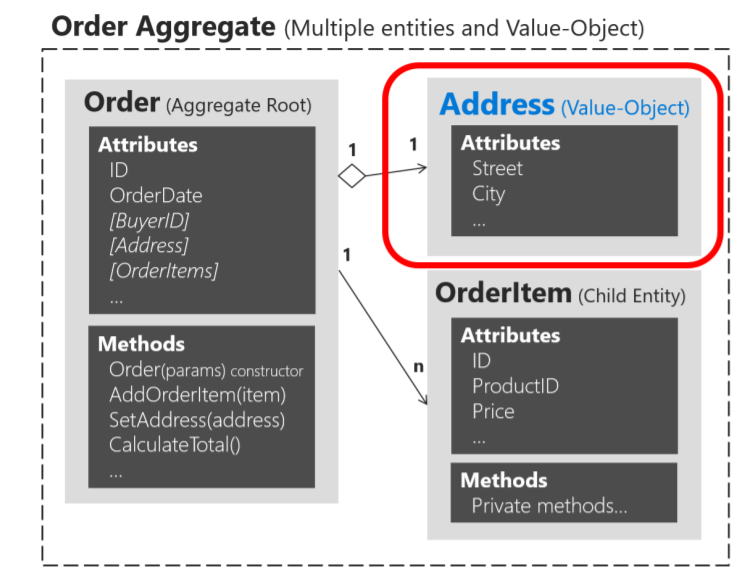 Order Aggregate (Multiple entities and Value-Object)
Order (Aggregate Root)
Attributes
ID
OrderDate
[BuyerID]
[Address]
[OrderItems]
...
Methods
Order(params) constructor
AddOrderItem(item)
SetAddress(address)
CalculateTotal()
...
1
1
Address (Value-Object)
Attributes
Street
City
...
1
n
OrderItem (Child Entity)
Attributes
ID
ProductID
Price
...
Methods
Private methods...